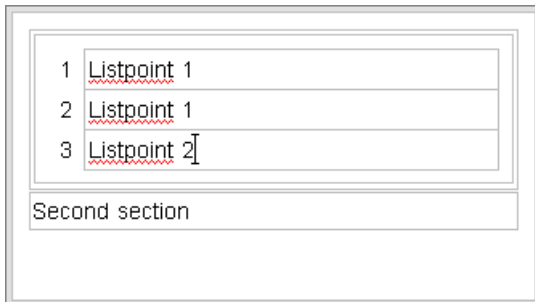 1 Listpoint 1
2 Listpoint 1
3 Listpoint 2
Second section